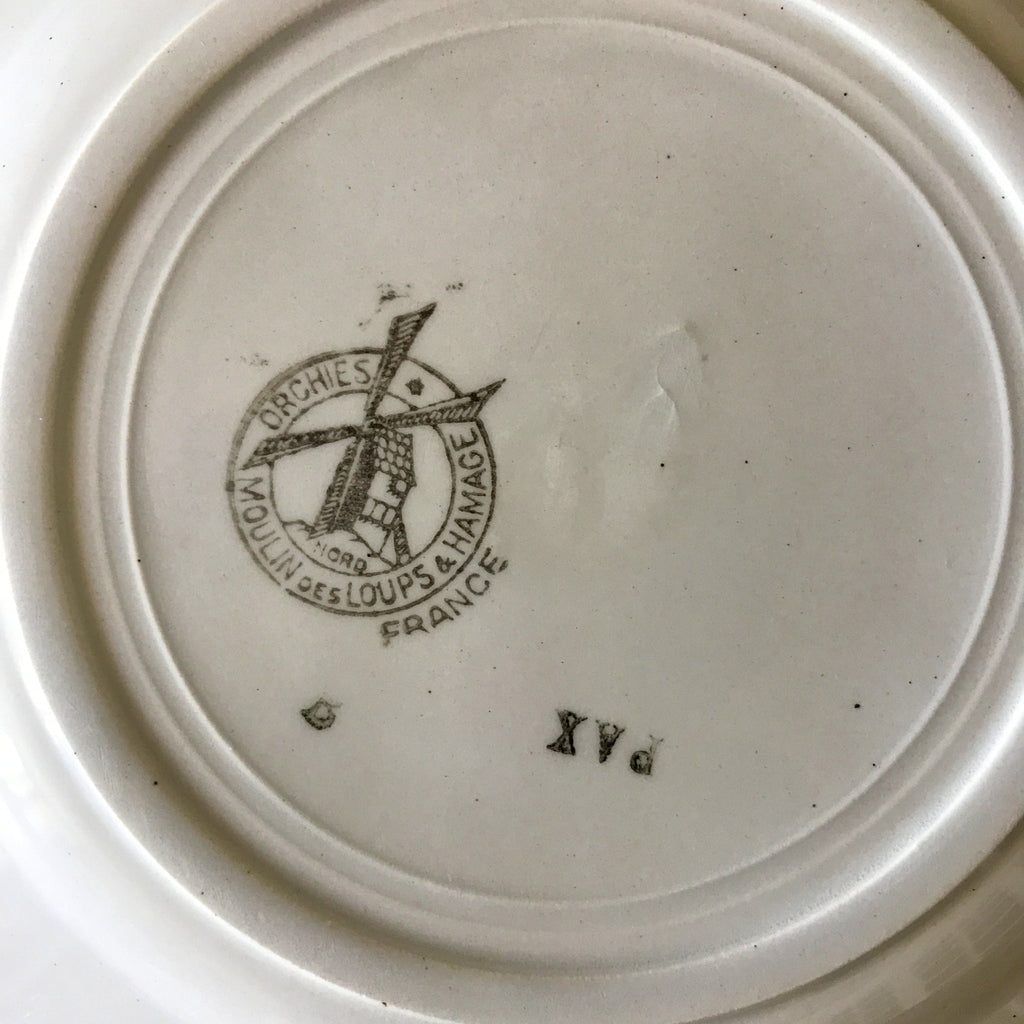 ORCHIES
MOULIN DES LOUPS & HAMAGE
NORD
FRANCE
D
PAX